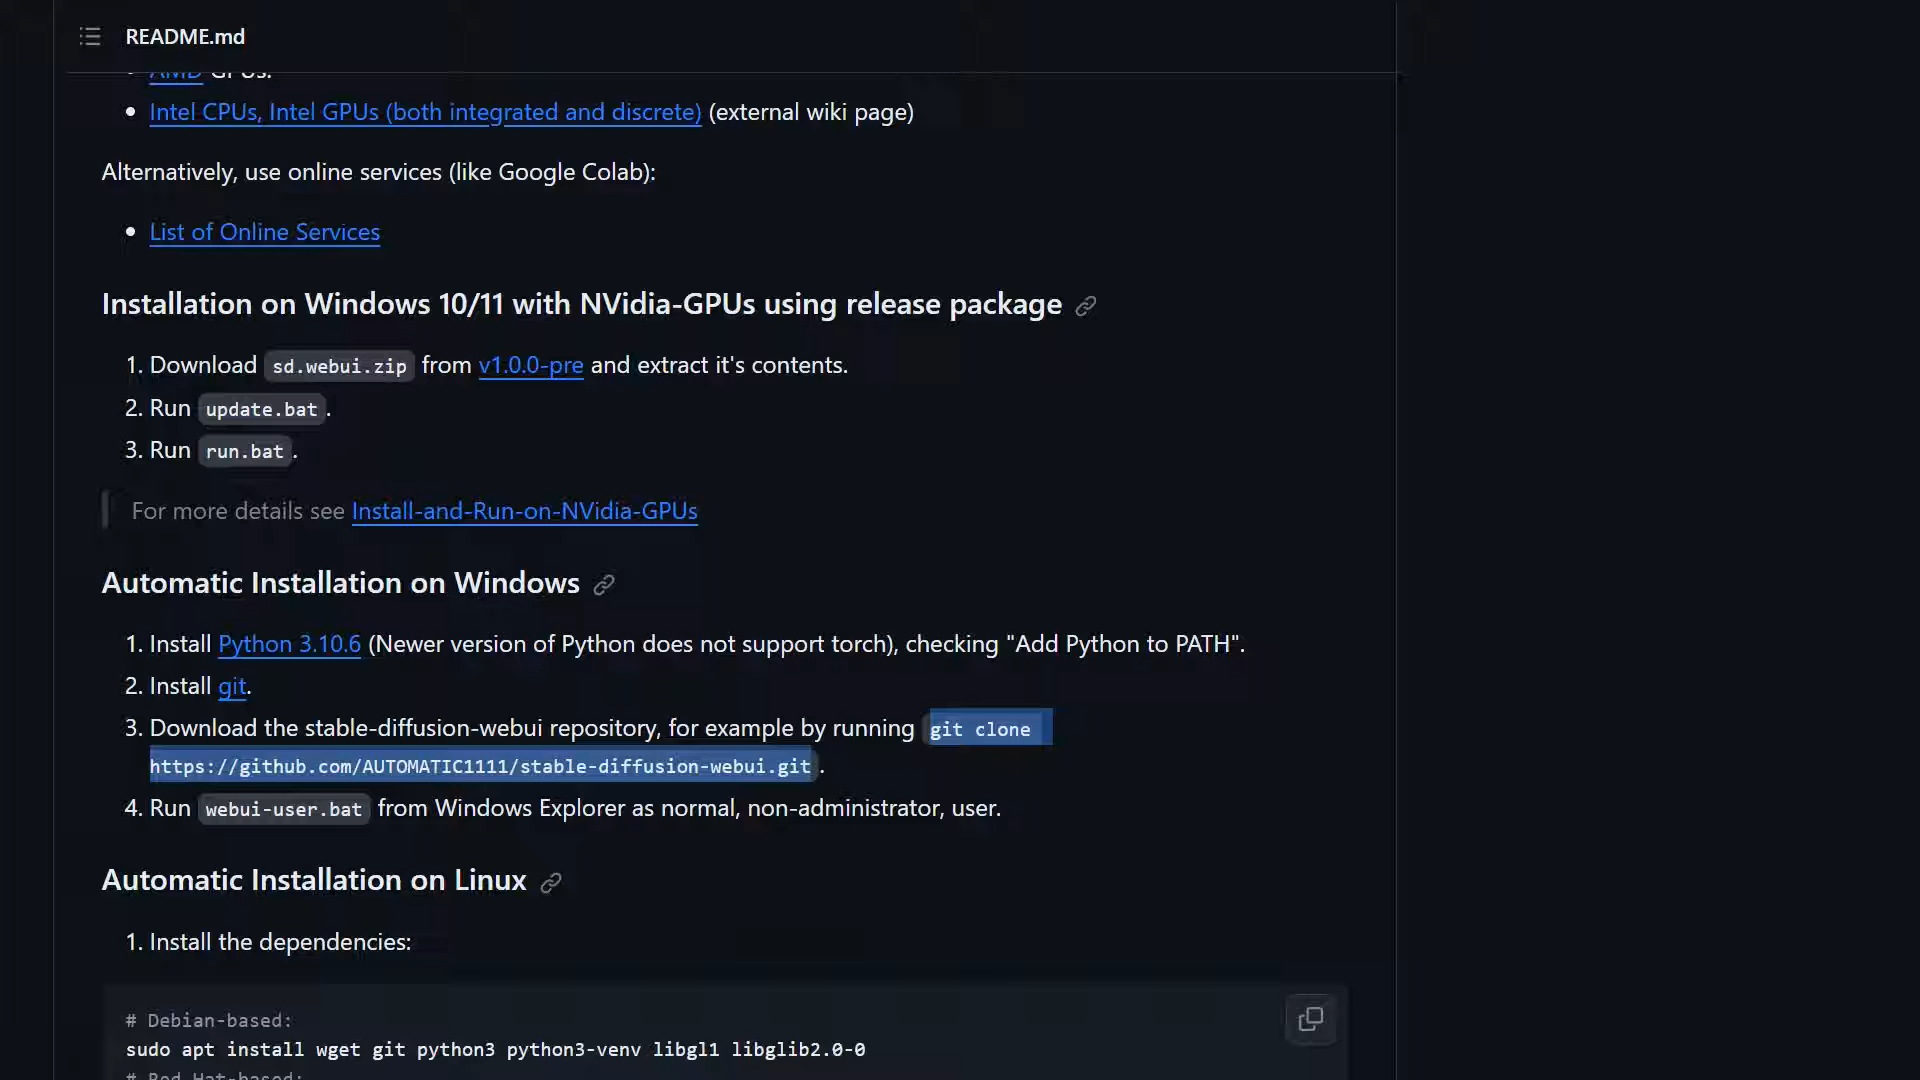 README.md
AMD GPUs.
• Intel CPUs, Intel GPUs (both integrated and discrete) (external wiki page)
Alternatively, use online services (like Google Colab):
• List of Online Services
Installation on Windows 10/11 with NVidia-GPUs using release package
1. Download sd.webui.zip from v1.0.0-pre and extract it's contents.
2. Run update.bat.
3. Run run.bat.
For more details see Install-and-Run-on-NVidia-GPUs
Automatic Installation on Windows
1. Install Python 3.10.6 (Newer version of Python does not support torch), checking "Add Python to PATH".
2. Install git.
3. Download the stable-diffusion-webui repository, for example by running git clone
https://github.com/AUTOMATIC1111/stable-diffusion-webui.git.
4. Run webui-user.bat from Windows Explorer as normal, non-administrator, user.
Automatic Installation on Linux
1. Install the dependencies:
# Debian-based:
sudo apt install wget git python3 python3-venv libgl1 libglib2.0-0
# Red Hat-based: